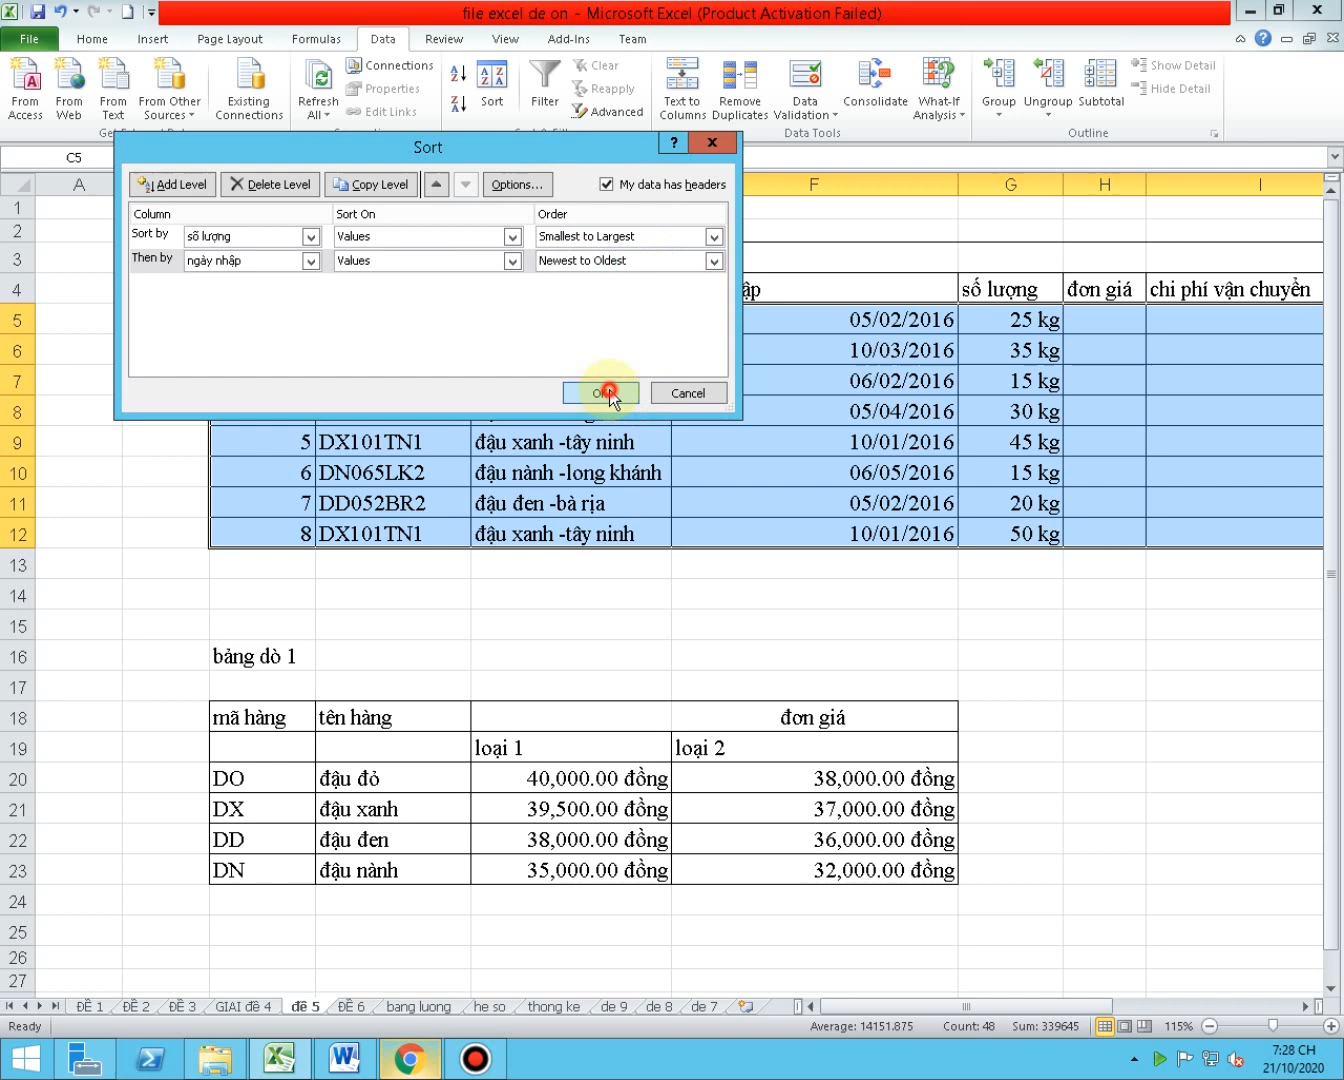 file excel de on - Microsoft Excel (Product Activation Failed)
File Home Insert Page Layout Formulas Data Review View Add-Ins Team
From Access
From Web
From Text
From Other Sources
Existing Connections
Refresh All
Connections
Properties
Edit Links
Sort
Filter
Clear
Reapply
Advanced
Text to Columns
Remove Duplicates
Data Validation
Consolidate
What-If Analysis
Group
Ungroup
Subtotal
Show Detail
Hide Detail
Data Tools
Outline
C5
Sort
Add Level Delete Level Copy Level Options... My data has headers
Column Sort On Order
Sort by số lượng Values Smallest to Largest
Then by ngày nhập Values Newest to Oldest
Cancel
A F G H I
1
2
3
4 số lượng đơn giá chi phí vận chuyển
5 05/02/2016 25 kg
6 10/03/2016 35 kg
7 06/02/2016 15 kg
8 05/04/2016 30 kg
9 5 DX101TN1 đậu xanh -tây ninh 10/01/2016 45 kg
10 6 DN065LK2 đậu nành -long khánh 06/05/2016 15 kg
11 7 DD052BR2 đậu đen -bà rịa 05/02/2016 20 kg
12 8 DX101TN1 đậu xanh -tây ninh 10/01/2016 50 kg
13
14
15
16 bảng dò 1
17
18 mã hàng tên hàng đơn giá
19 loại 1 loại 2
20 DO đậu đỏ 40,000.00 đồng 38,000.00 đồng
21 DX đậu xanh 39,500.00 đồng 37,000.00 đồng
22 DD đậu đen 38,000.00 đồng 36,000.00 đồng
23 DN đậu nành 35,000.00 đồng 32,000.00 đồng
24
25
26
27
ĐỀ 1 ĐỀ 2 ĐỀ 3 GIAI đề 4 đề 5 ĐỀ 6 bang luong he so thong ke de 9 de 8 de 7
Ready Average: 14151.875 Count: 48 Sum: 339645 115%
7:28 CH
21/10/2020